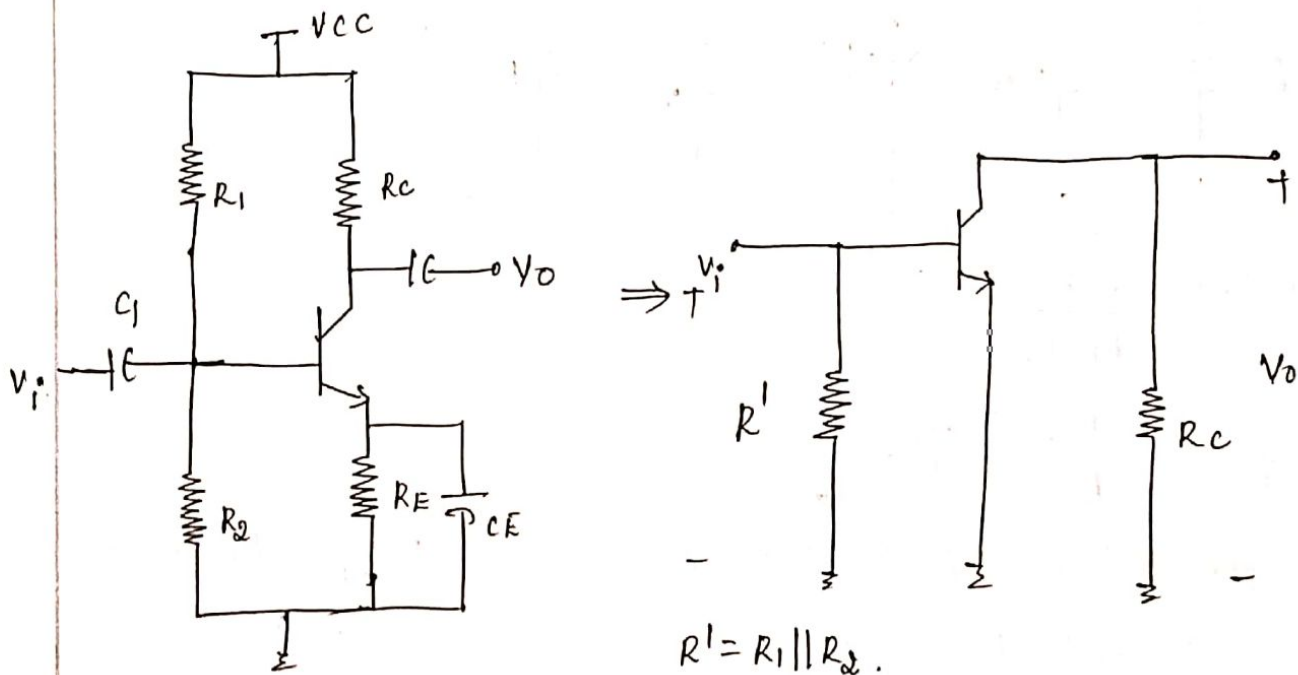 VCC
R1
RC
C1
Vi
Vo
R2
RE
CE
⇒
+
Vi
+
R'
RC
Vo
-
-
R' = R1 || R2.